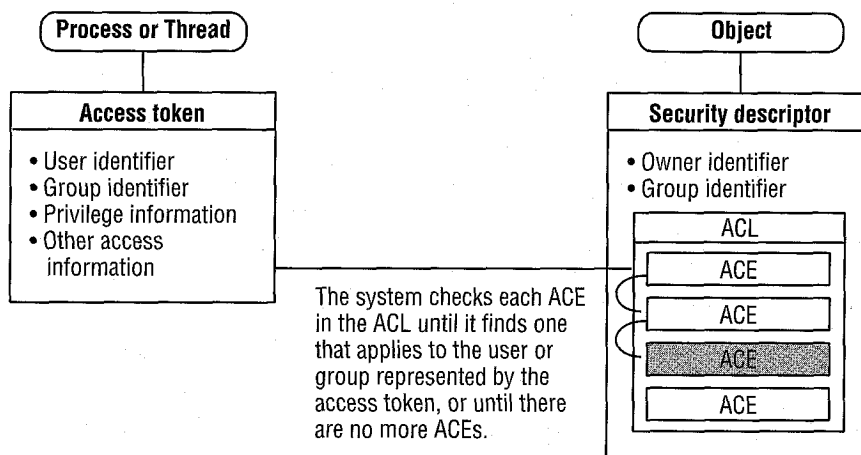 Process or Thread
Access token
• User identifier
• Group identifier
• Privilege information
• Other access
information
The system checks each ACE
in the ACL until it finds one
that applies to the user or
group represented by the
access token, or until there
are no more ACEs.
Object
Security descriptor
• Owner identifier
• Group identifier
ACL
ACE
ACE
ACE
ACE